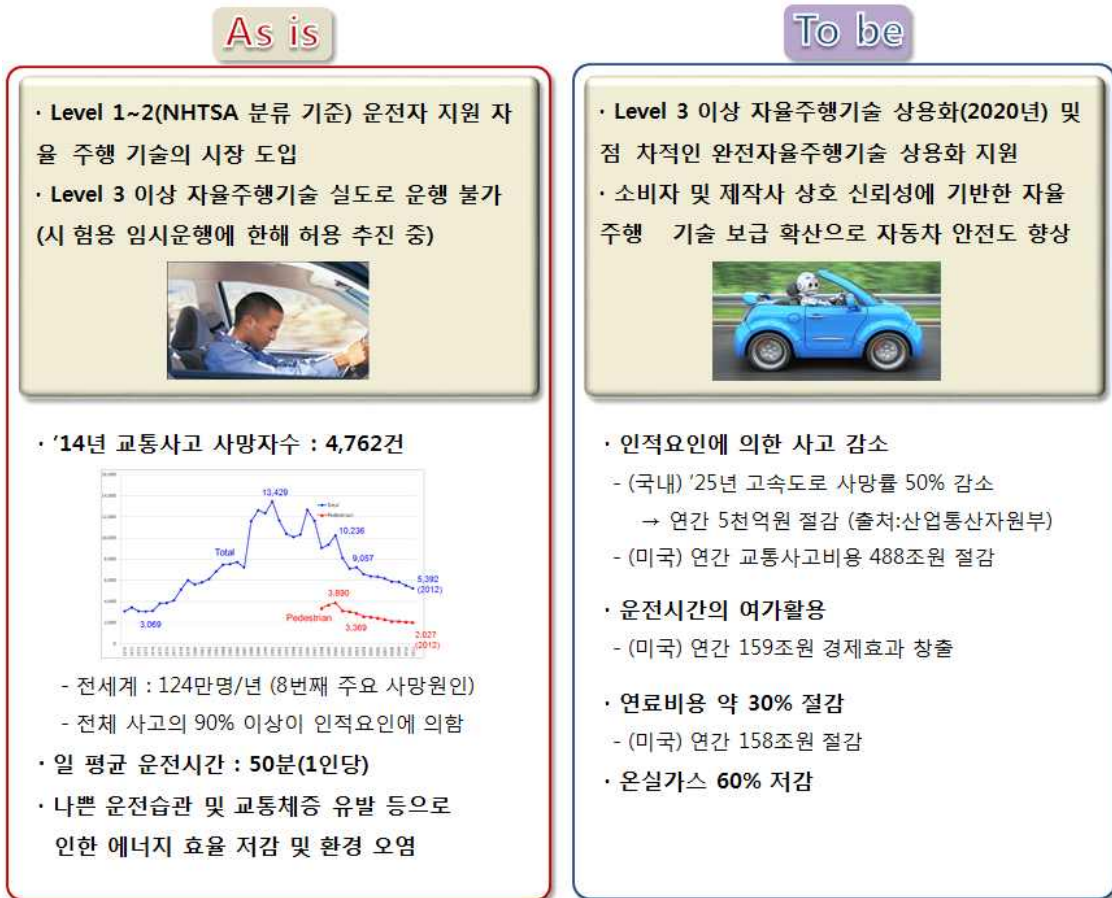 As is
· Level 1~2(NHTSA 분류 기준) 운전자 지원 자
율 주행 기술의 시장 도입
· Level 3 이상 자율주행기술 실도로 운행 불가
(시 험용 임시운행에 한해 허용 추진 중)
· '14년 교통사고 사망자수 : 4,762건
13,429
Total
Pedestrian
10,236
Total
9,057
5,392
(2012)
3,890
Pedestrian
3,069
3,369
2,027
(2012)
- 전세계 : 124만명/년 (8번째 주요 사망원인)
- 전체 사고의 90% 이상이 인적요인에 의함
· 일 평균 운전시간 : 50분(1인당)
· 나쁜 운전습관 및 교통체증 유발 등으로
인한 에너지 효율 저감 및 환경 오염
To be
· Level 3 이상 자율주행기술 상용화(2020년) 및
점 차적인 완전자율주행기술 상용화 지원
· 소비자 및 제작사 상호 신뢰성에 기반한 자율
주행 기술 보급 확산으로 자동차 안전도 향상
· 인적요인에 의한 사고 감소
- (국내) '25년 고속도로 사망률 50% 감소
→ 연간 5천억원 절감 (출처:산업통산자원부)
- (미국) 연간 교통사고비용 488조원 절감
· 운전시간의 여가활용
- (미국) 연간 159조원 경제효과 창출
· 연료비용 약 30% 절감
- (미국) 연간 158조원 절감
· 온실가스 60% 저감